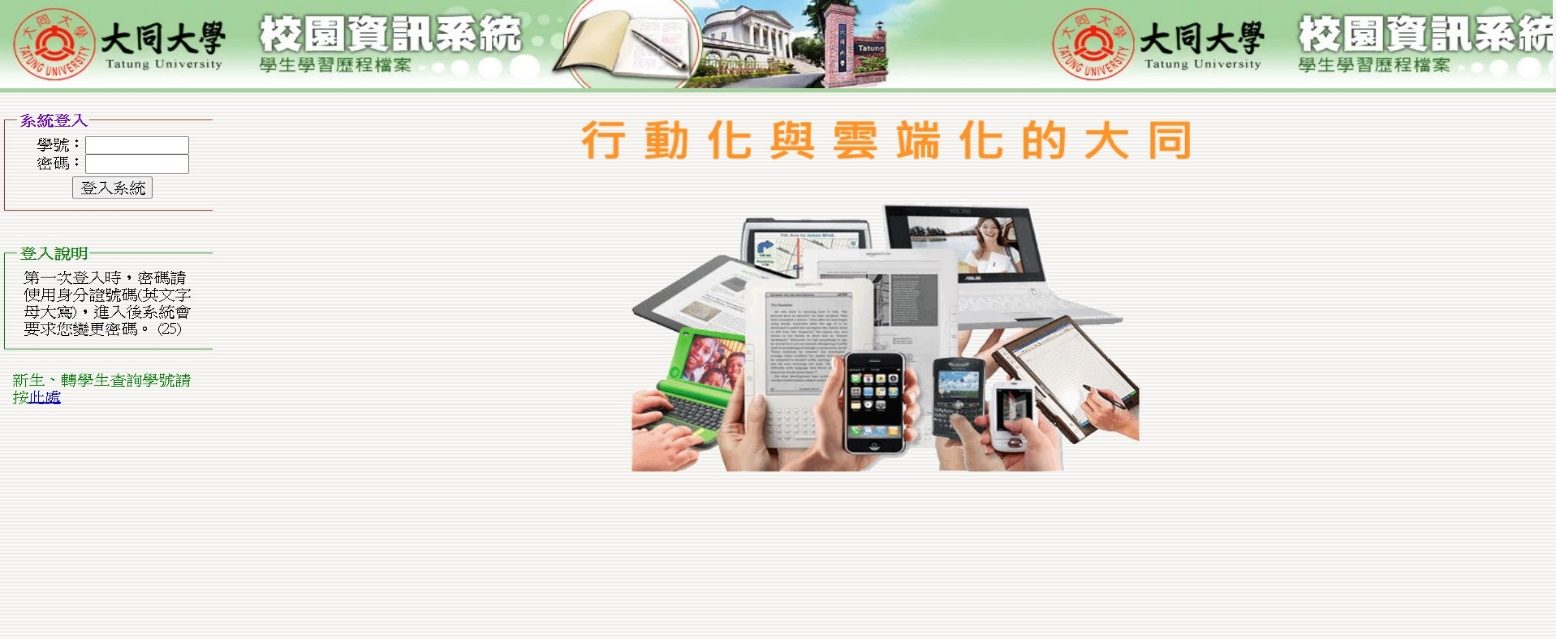 大同大學
Tatung University
校園資訊系統
學生學習歷程檔案
Tatung
大同大學
Tatung University
校園資訊系統
學生學習歷程檔案
系統登入
學號：
密碼：
登入系統
登入說明
第一次登入時，密碼請
使用身分證號碼(英文字
母大寫)，進入後系統會
要求您變更密碼。 (25)
新生、轉學生查詢學號請
按此處
行動化與雲端化的大同